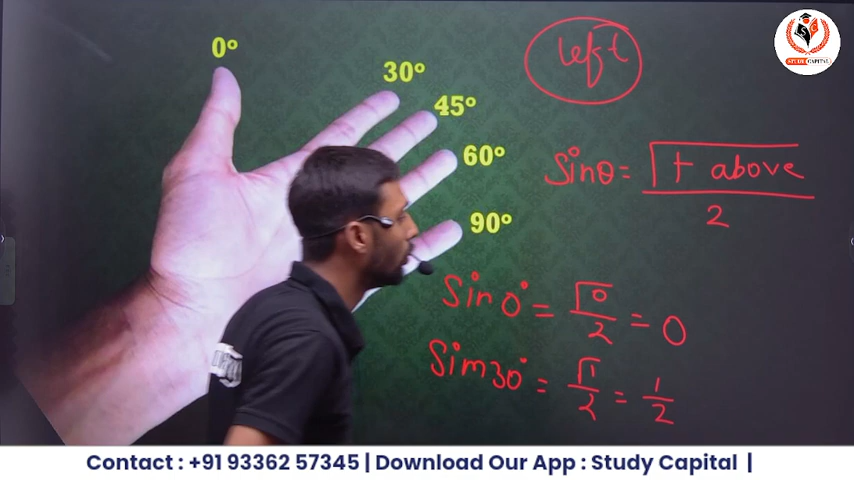 0°
30°
45°
60°
90°
left
STUDY CAPITAL
Sinθ = √+ above / 2
Sin0° = √0/2 = 0
Sin30° = √1/2 = 1/2
Contact : +91 93362 57345 | Download Our App : Study Capital |